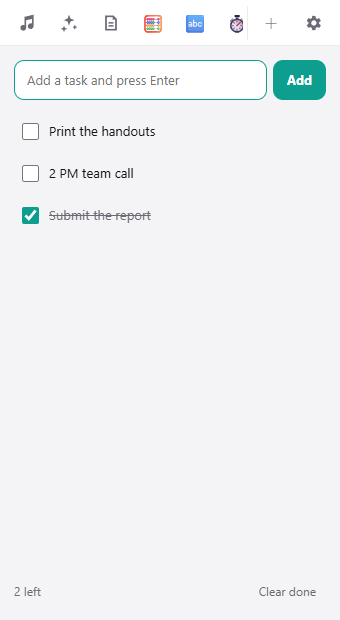 abc
Add a task and press Enter
Add
Print the handouts
2 PM team call
Submit the report
2 left
Clear done